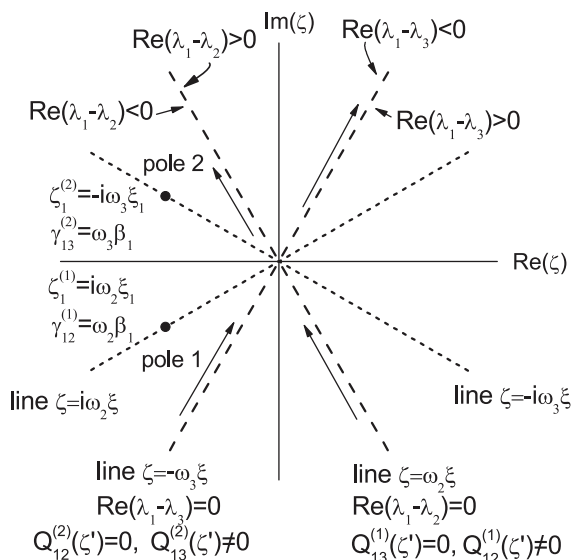 Im(ζ)
Re(λ₁-λ₂)>0
Re(λ₁-λ₃)<0
Re(λ₁-λ₂)<0
Re(λ₁-λ₃)>0
pole 2
ζ₁⁽²⁾=-iω₃ξ₁
γ₁₃⁽²⁾=ω₃β₁
Re(ζ)
ζ₁⁽¹⁾=iω₂ξ₁
γ₁₂⁽¹⁾=ω₂β₁
pole 1
line ζ=iω₂ξ
line ζ=-iω₃ξ
line ζ=-ω₃ξ
Re(λ₁-λ₃)=0
Q₁₂⁽²⁾(ζ')=0, Q₁₃⁽²⁾(ζ')≠0
line ζ=ω₂ξ
Re(λ₁-λ₂)=0
Q₁₃⁽¹⁾(ζ')=0, Q₁₂⁽¹⁾(ζ')≠0